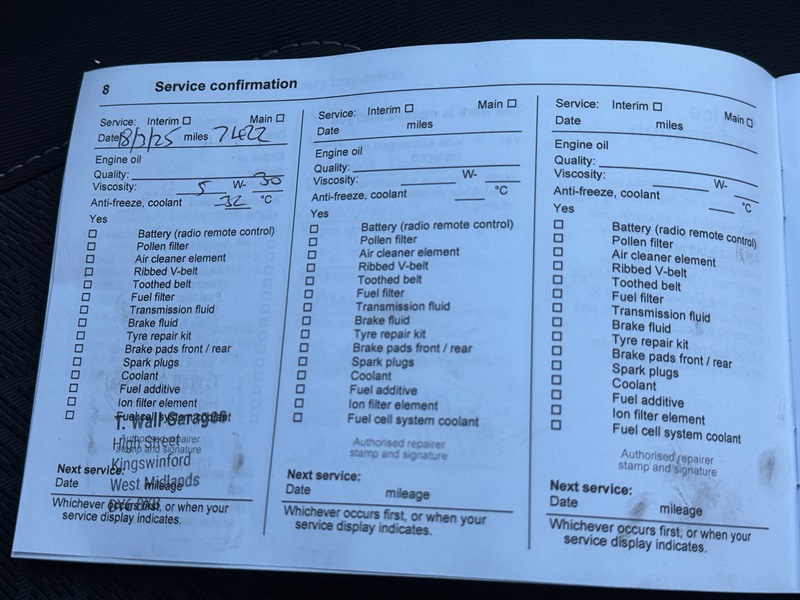 8 Service confirmation
Service: Interim Main
Date miles
Engine oil
Quality:
Viscosity: 5 W- 30
Anti-freeze, coolant 32 °C
Yes
Battery (radio remote control)
Pollen filter
Air cleaner element
Ribbed V-belt
Toothed belt
Fuel filter
Transmission fluid
Brake fluid
Tyre repair kit
Brake pads front / rear
Spark plugs
Coolant
Fuel additive
Ion filter element
Fuel cell system coolant
T. Wall Garages
Authorised repairer
High Street
stamp and signature
Kingswinford
Next service:
West Midlands
Date mileage
Whichever occurs first, or when your
service display indicates.
Service: Interim Main
Date miles
Engine oil
Quality:
Viscosity: W-
Anti-freeze, coolant °C
Yes
Battery (radio remote control)
Pollen filter
Air cleaner element
Ribbed V-belt
Toothed belt
Fuel filter
Transmission fluid
Brake fluid
Tyre repair kit
Brake pads front / rear
Spark plugs
Coolant
Fuel additive
Ion filter element
Fuel cell system coolant
Authorised repairer
stamp and signature
Next service:
Date mileage
Whichever occurs first, or when your
service display indicates.
Service: Interim Main
Date miles
Engine oil
Quality:
Viscosity: W-
Anti-freeze, coolant °C
Yes
Battery (radio remote control)
Pollen filter
Air cleaner element
Ribbed V-belt
Toothed belt
Fuel filter
Transmission fluid
Brake fluid
Tyre repair kit
Brake pads front / rear
Spark plugs
Coolant
Fuel additive
Ion filter element
Fuel cell system coolant
Authorised repairer
stamp and signature
Next service:
Date mileage
Whichever occurs first, or when your
service display indicates.